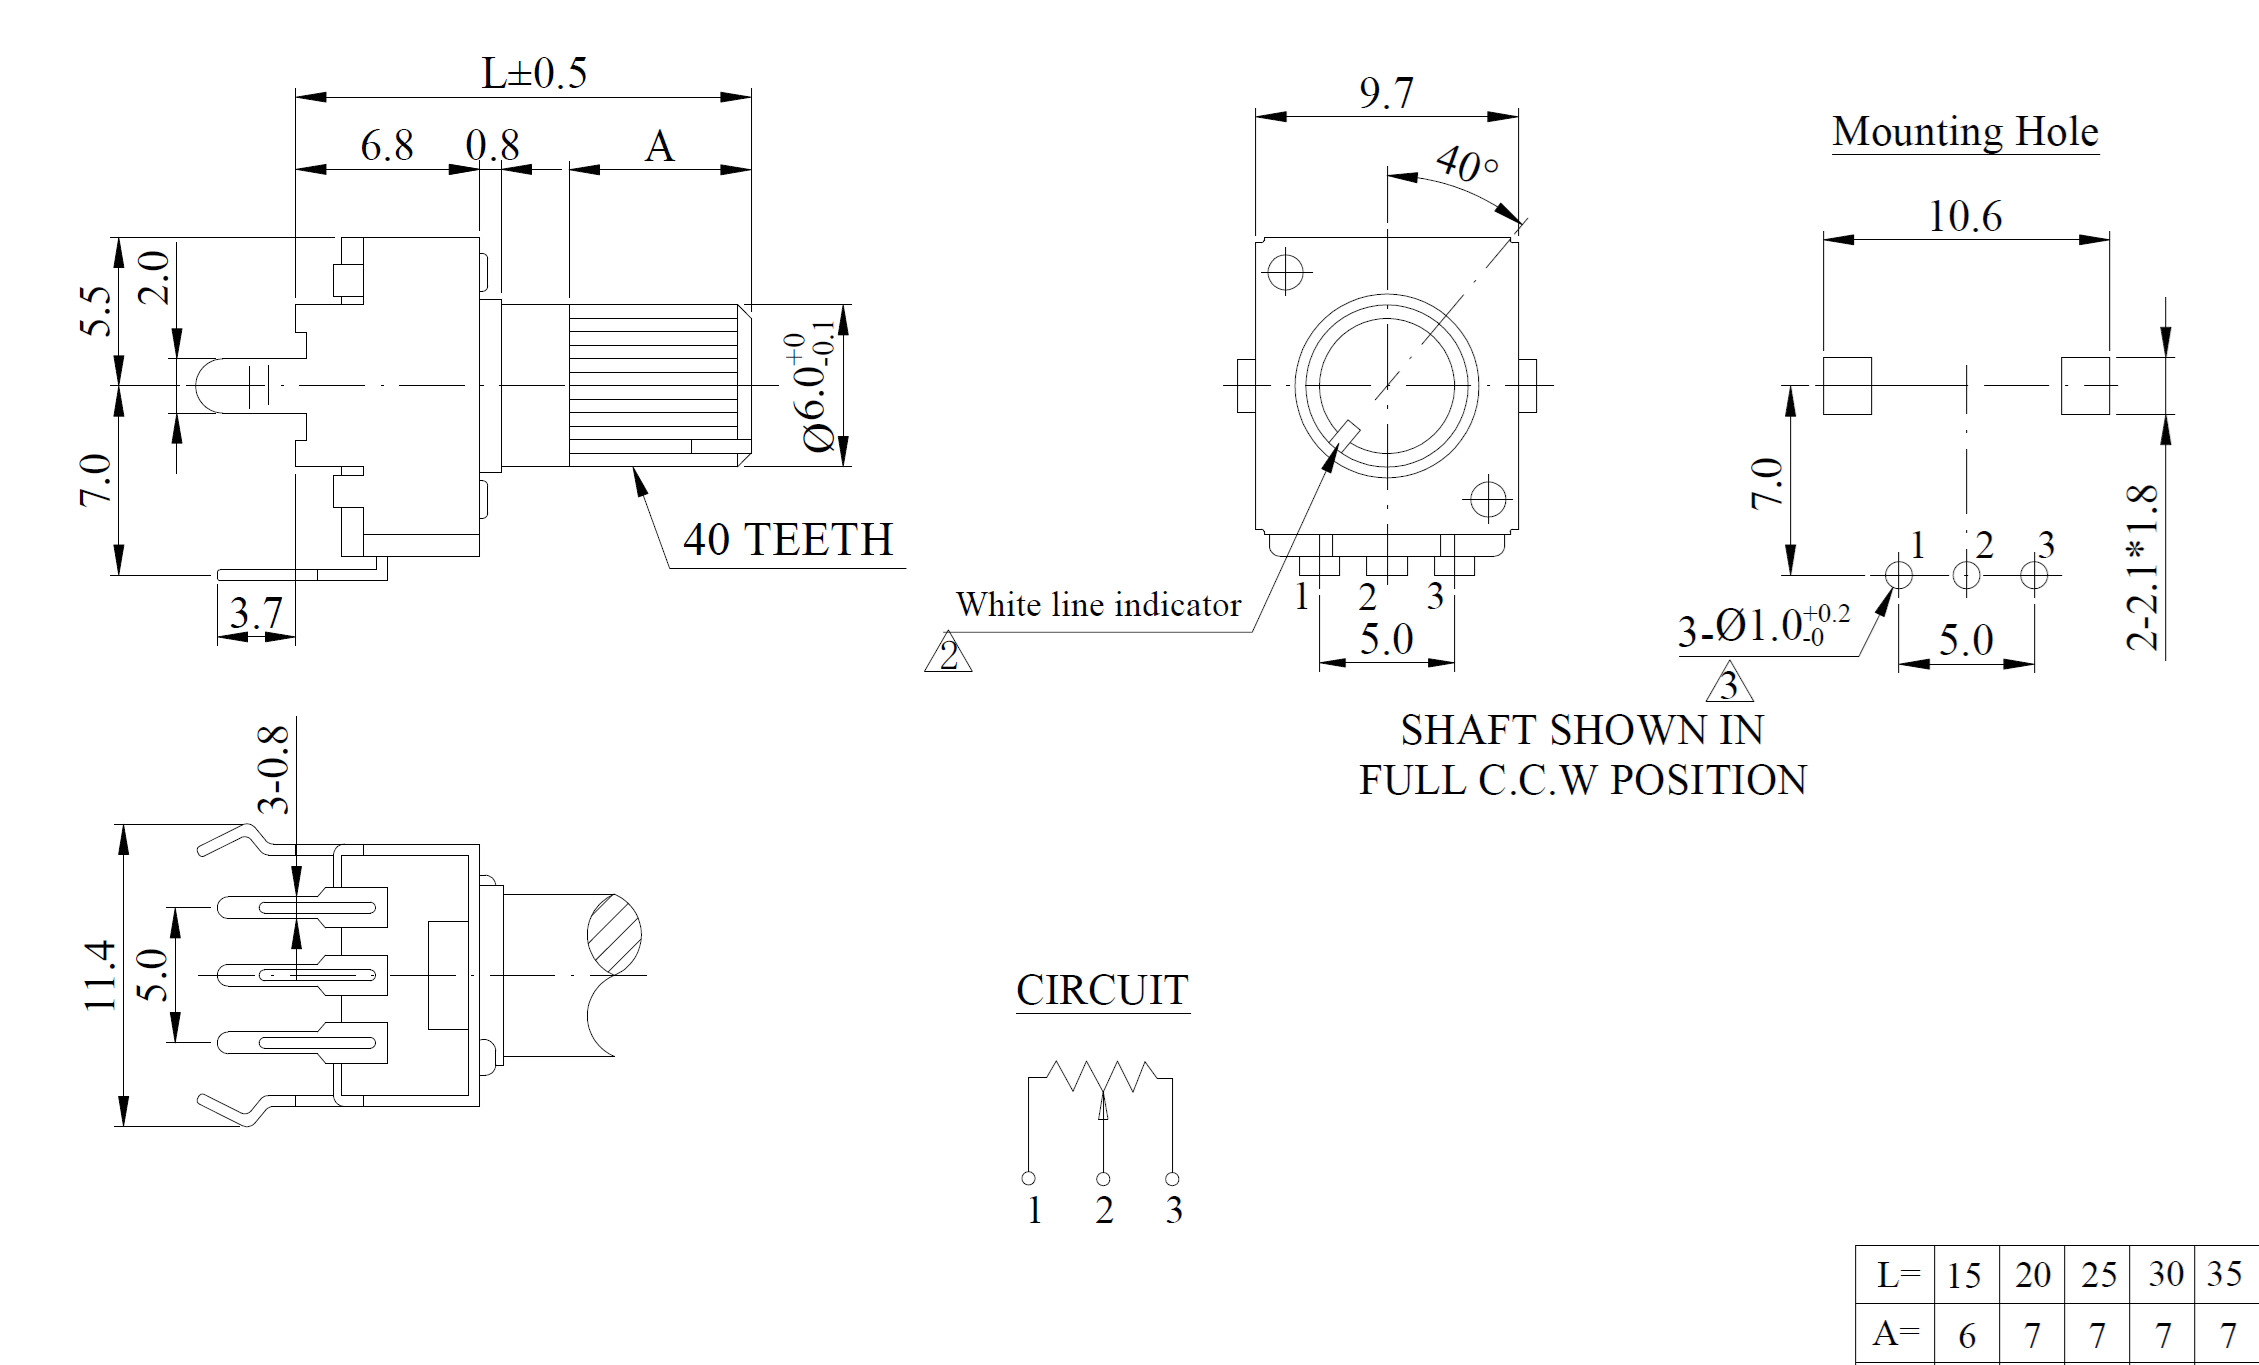 L±0.5
6.8
0.8
A
5.5
2.0
7.0
Ø6.0 +0 -0.1
40 TEETH
3.7
9.7
40°
White line indicator
2
1 2 3
5.0
Mounting Hole
10.6
7.0
1 2 3
2-2.1*1.8
3-Ø1.0 +0.2 -0
3
5.0
SHAFT SHOWN IN
FULL C.C.W POSITION
3-0.8
11.4
5.0
CIRCUIT
1 2 3
L= 15 20 25 30 35
A= 6 7 7 7 7